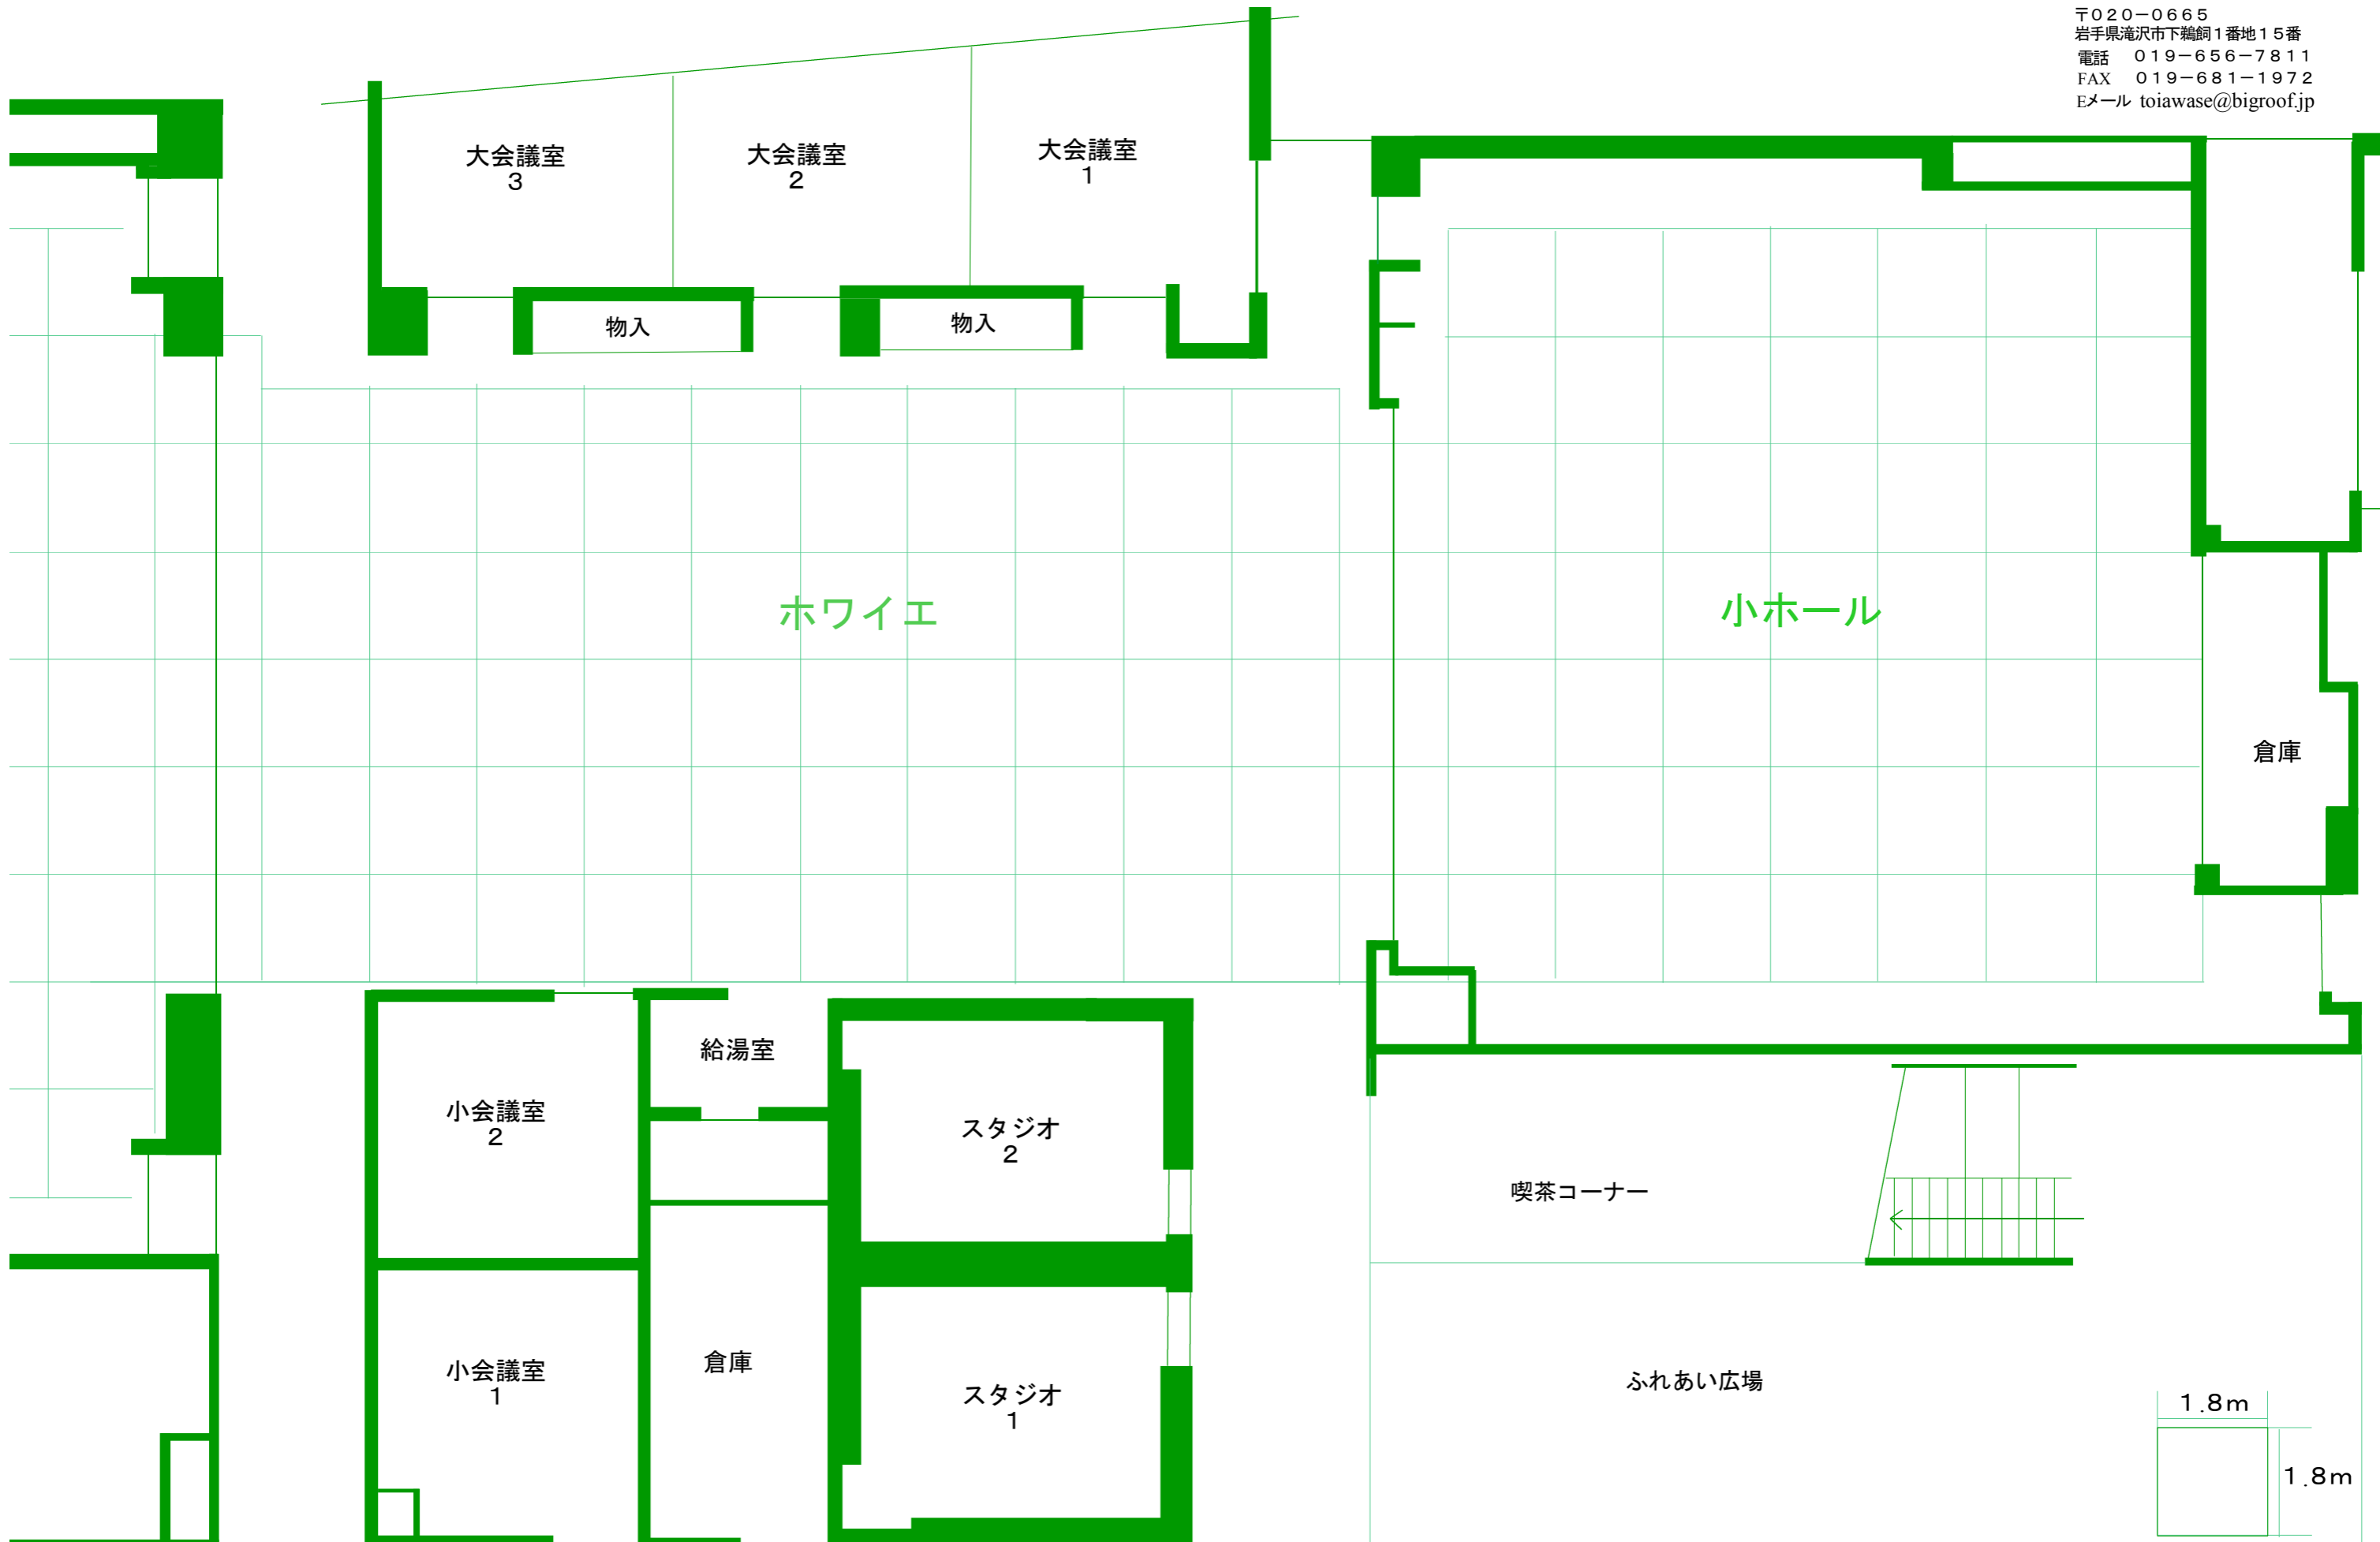 〒０２０－０６６５
岩手県滝沢市下鵜飼１番地１５番
電話　０１９－６５６－７８１１
FAX　０１９－６８１－１９７２
Eメール toiawase@bigroof.jp
大会議室
３
大会議室
２
大会議室
１
物入
物入
ホワイエ
小ホール
倉庫
給湯室
小会議室
２
スタジオ
２
喫茶コーナー
小会議室
１
倉庫
スタジオ
１
ふれあい広場
１.８ｍ
１.８ｍ